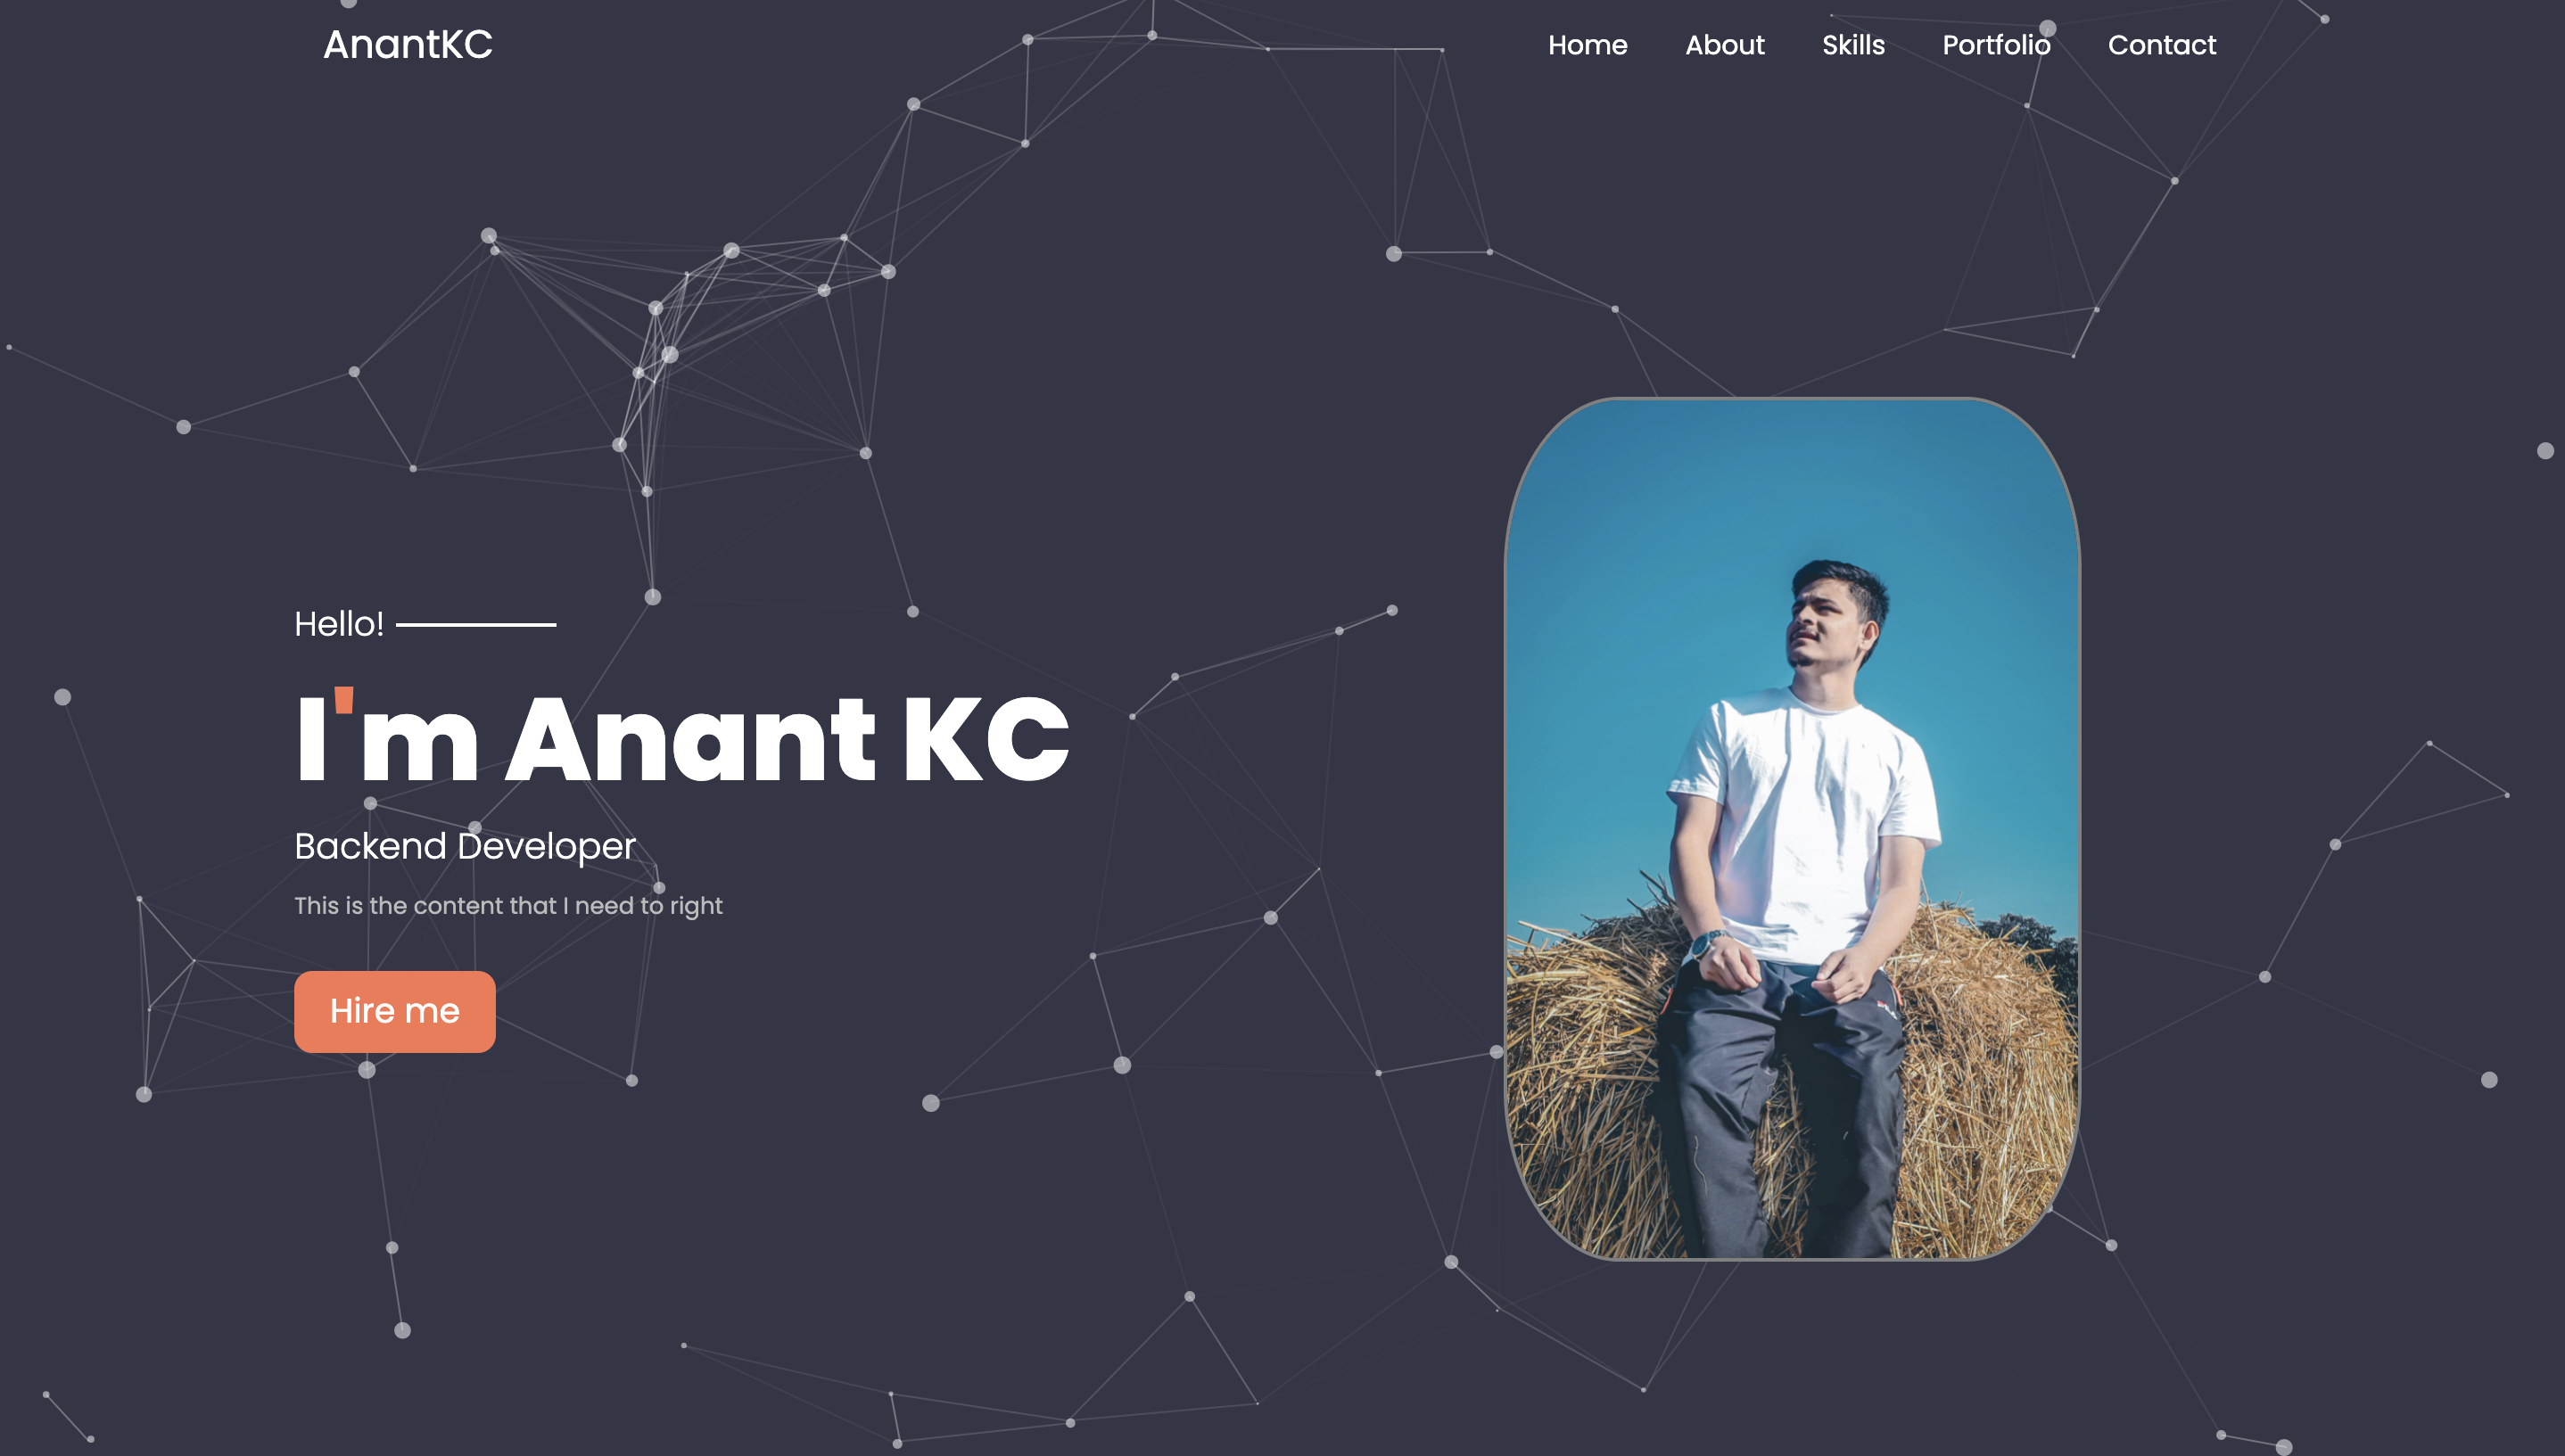 AnantKC
Home About Skills Portfolio Contact
Hello!
I'm Anant KC
Backend Developer
This is the content that I need to right
Hire me